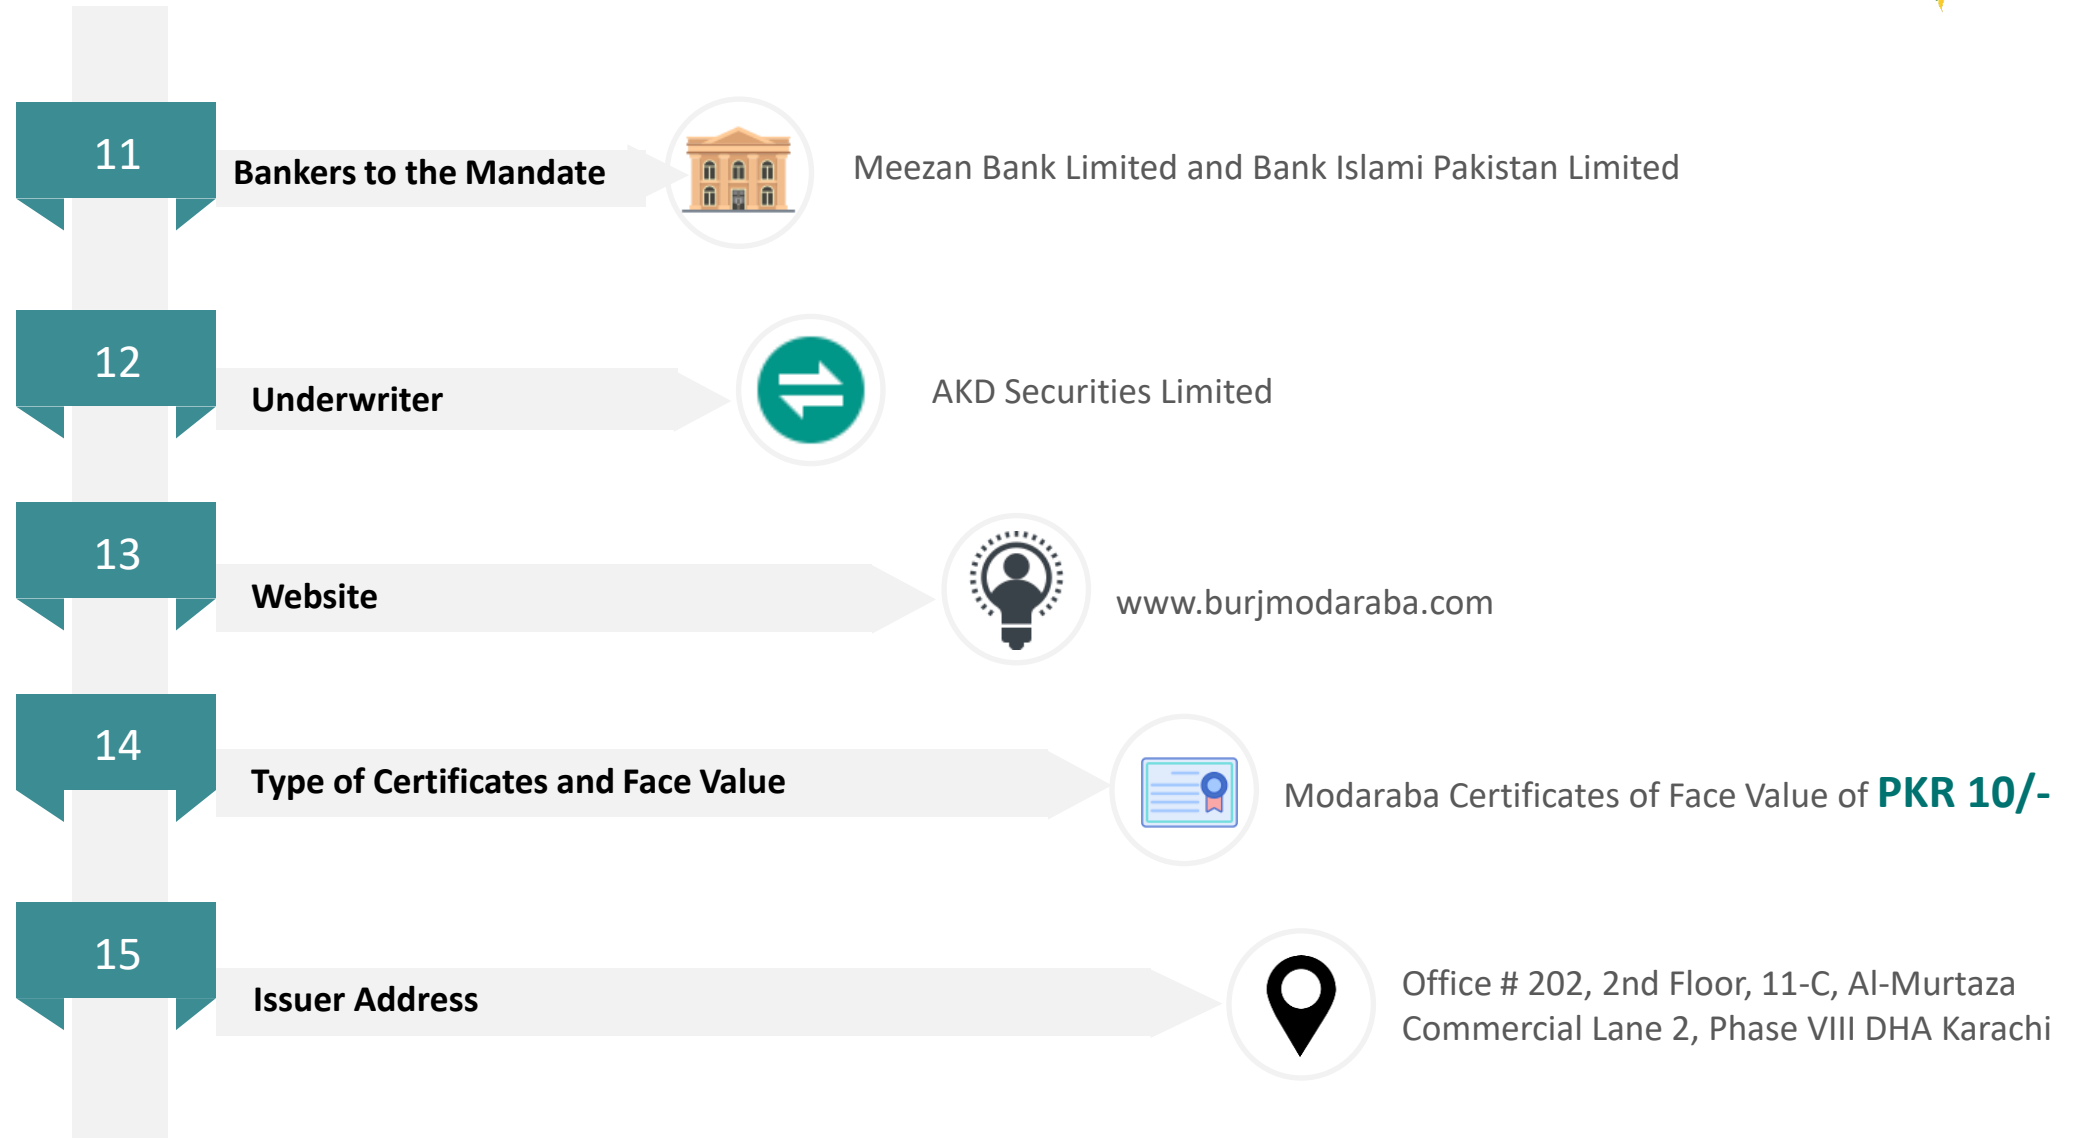 11
Bankers to the Mandate
Meezan Bank Limited and Bank Islami Pakistan Limited
12
Underwriter
AKD Securities Limited
13
Website
www.burjmodaraba.com
14
Type of Certificates and Face Value
Modaraba Certificates of Face Value of PKR 10/-
15
Issuer Address
Office # 202, 2nd Floor, 11-C, Al-Murtaza
Commercial Lane 2, Phase VIII DHA Karachi